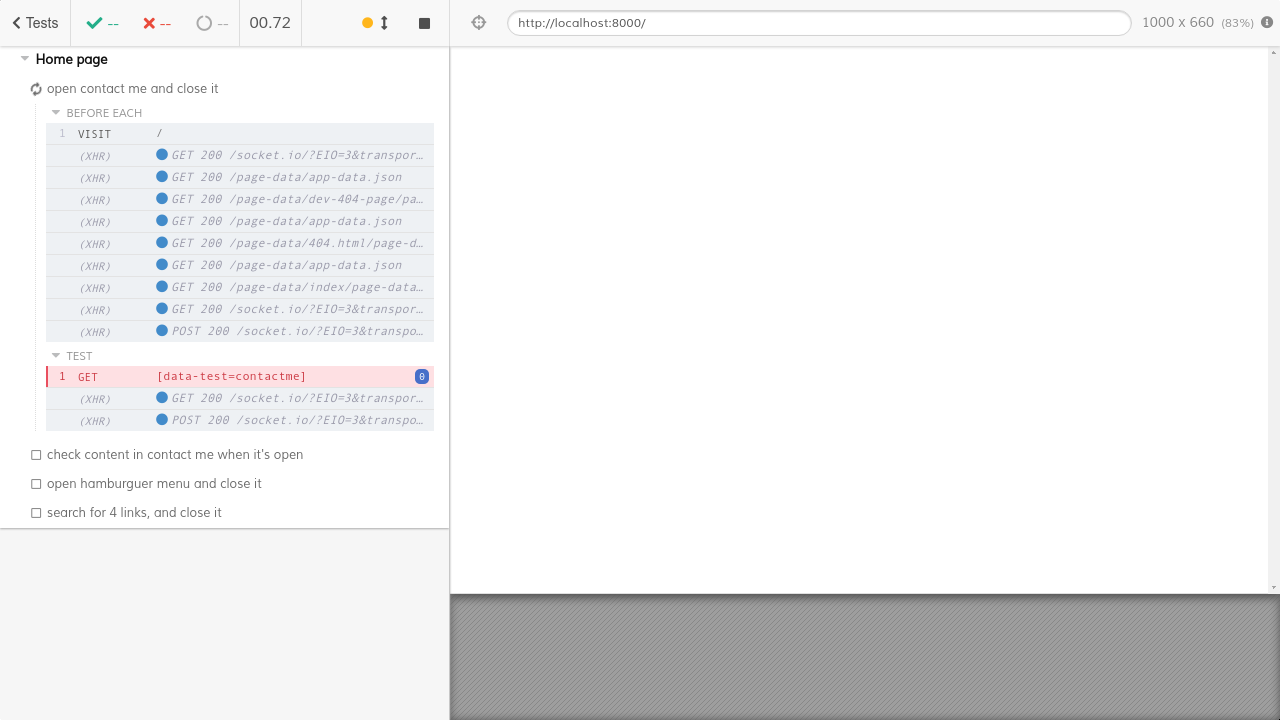 Tests -- -- -- 00.72 http://localhost:8000/ 1000 x 660 (83%)
Home page
open contact me and close it
BEFORE EACH
1 VISIT /
(XHR) GET 200 /socket.io/?EIO=3&transpor…
(XHR) GET 200 /page-data/app-data.json
(XHR) GET 200 /page-data/dev-404-page/pa…
(XHR) GET 200 /page-data/app-data.json
(XHR) GET 200 /page-data/404.html/page-d…
(XHR) GET 200 /page-data/app-data.json
(XHR) GET 200 /page-data/index/page-data…
(XHR) GET 200 /socket.io/?EIO=3&transpor…
(XHR) POST 200 /socket.io/?EIO=3&transpo…
TEST
1 GET [data-test=contactme] 0
(XHR) GET 200 /socket.io/?EIO=3&transpor…
(XHR) POST 200 /socket.io/?EIO=3&transpo…
check content in contact me when it's open
open hamburguer menu and close it
search for 4 links, and close it